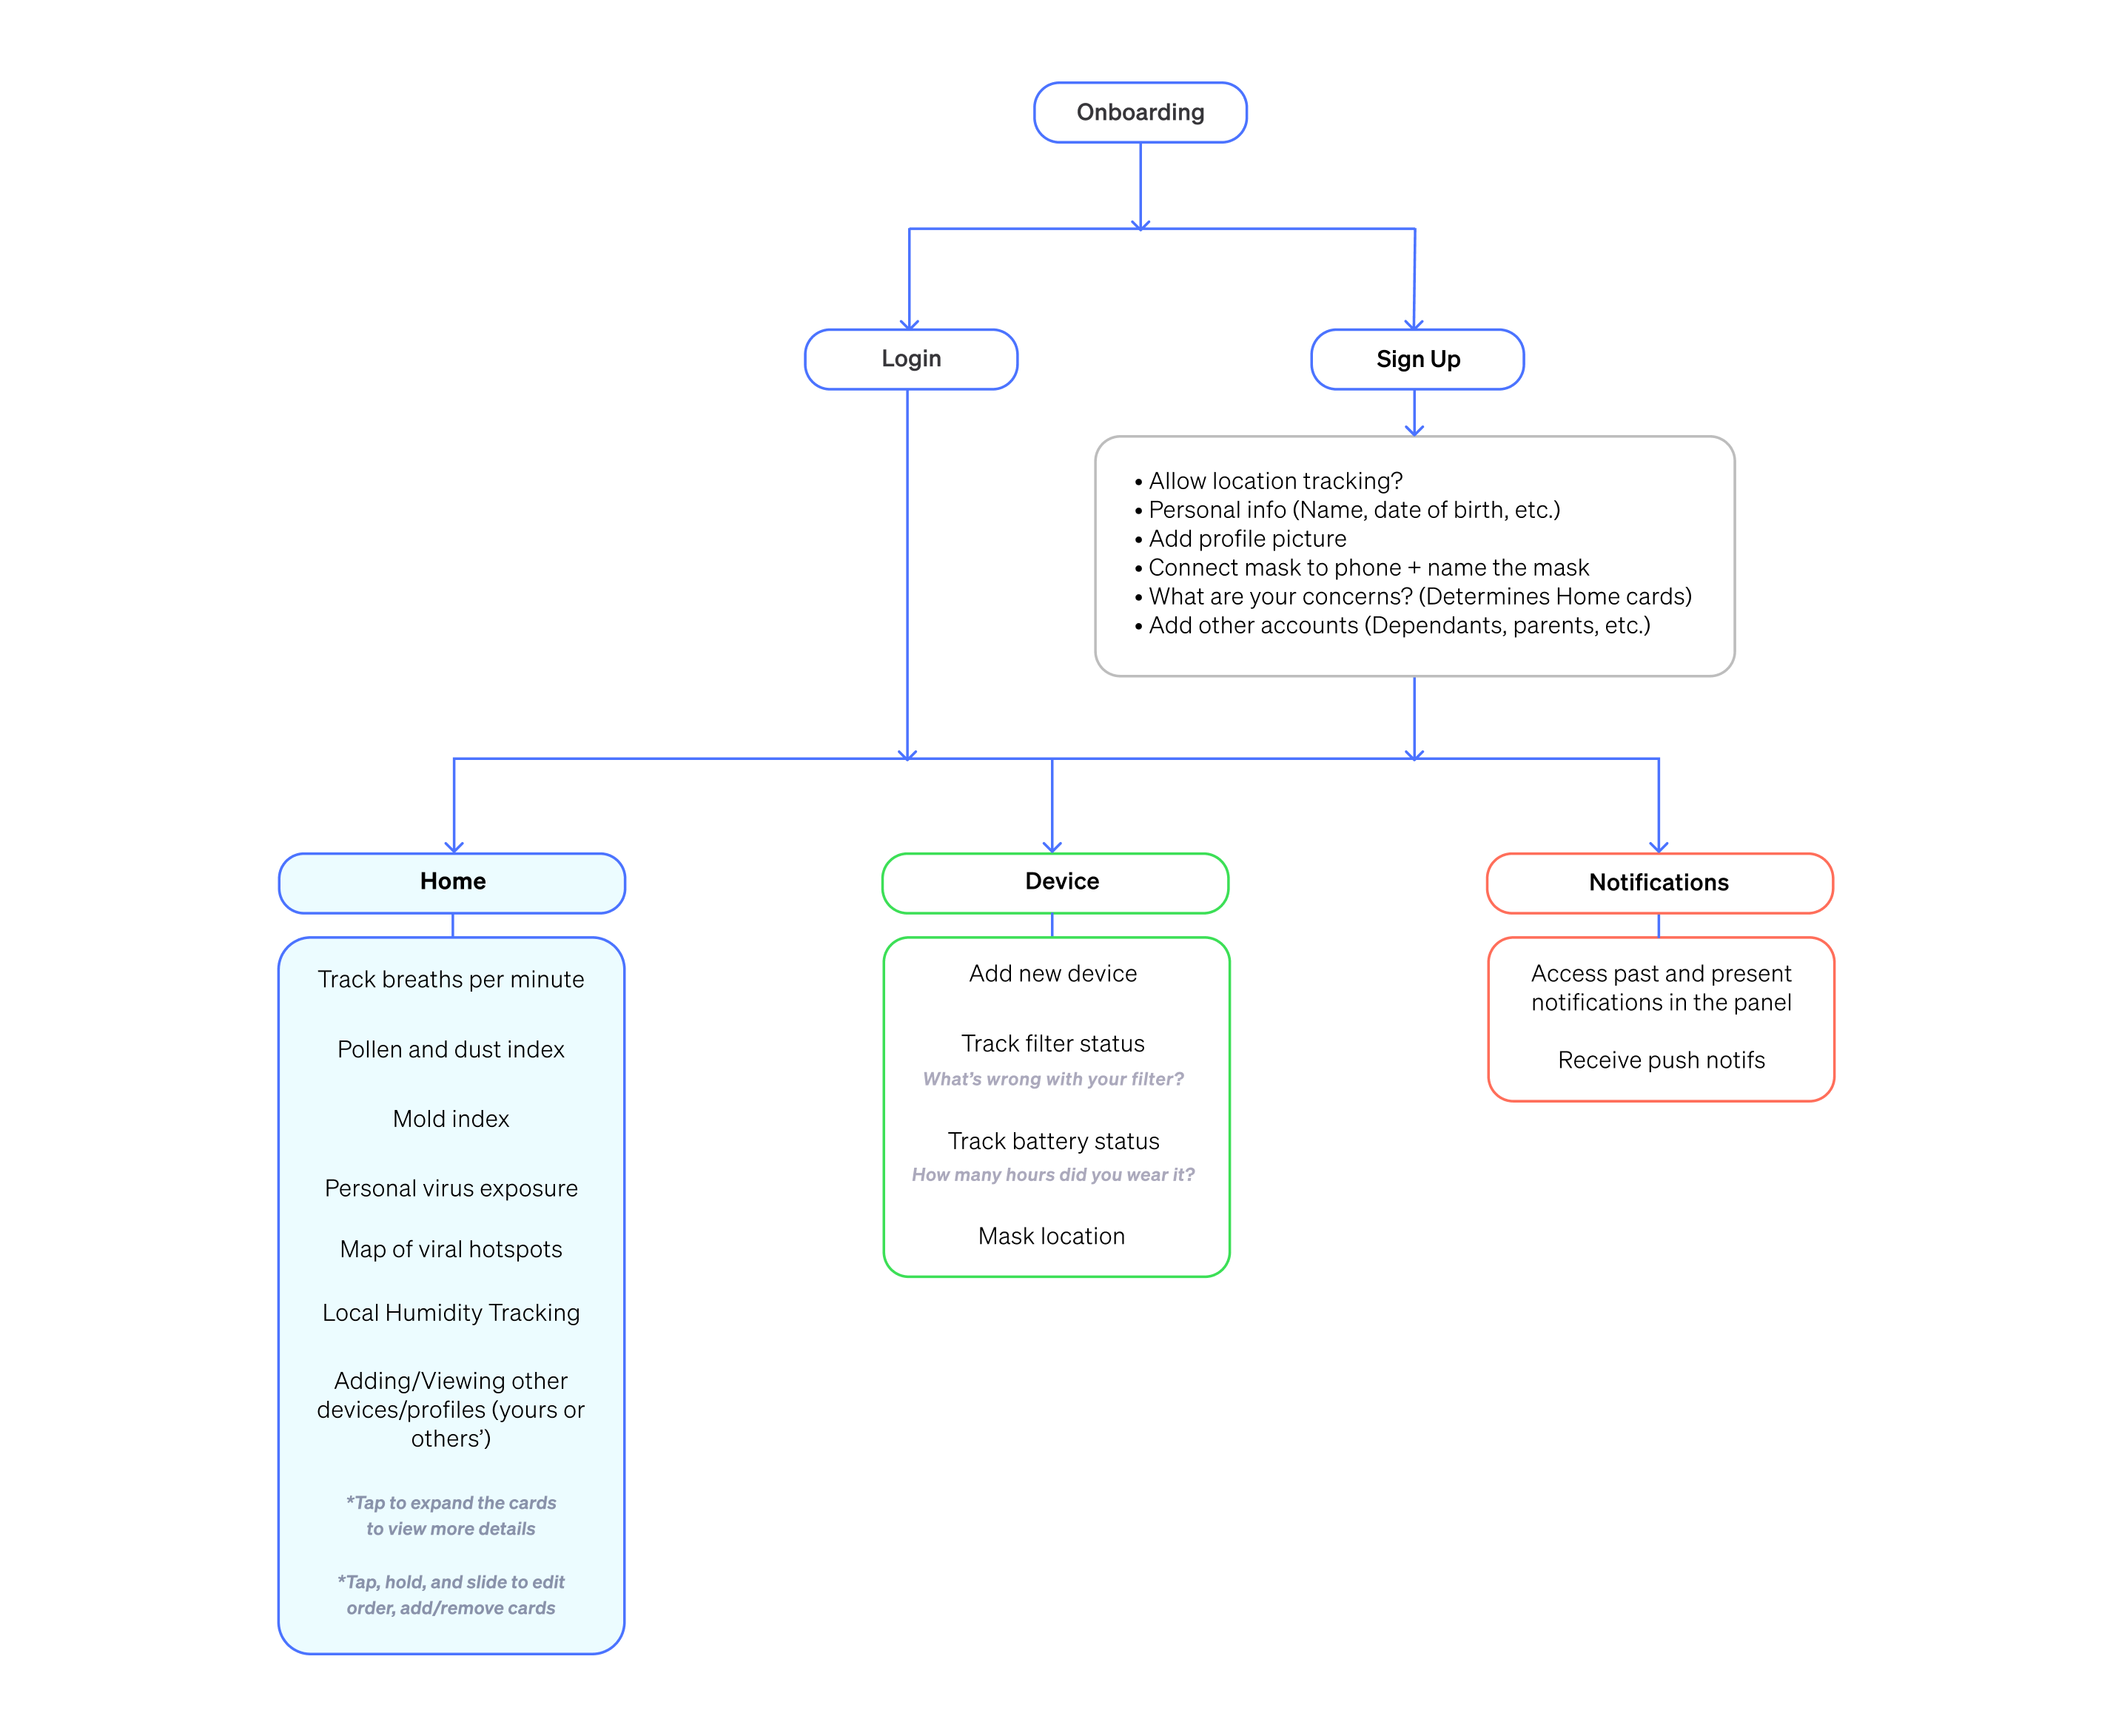 Onboarding
Login
Sign Up
• Allow location tracking?
• Personal info (Name, date of birth, etc.)
• Add profile picture
• Connect mask to phone + name the mask
• What are your concerns? (Determines Home cards)
• Add other accounts (Dependants, parents, etc.)
Home
Track breaths per minute
Pollen and dust index
Mold index
Personal virus exposure
Map of viral hotspots
Local Humidity Tracking
Adding/Viewing other
devices/profiles (yours or
others’)
*Tap to expand the cards
to view more details
*Tap, hold, and slide to edit
order, add/remove cards
Device
Add new device
Track filter status
What’s wrong with your filter?
Track battery status
How many hours did you wear it?
Mask location
Notifications
Access past and present
notifications in the panel
Receive push notifs